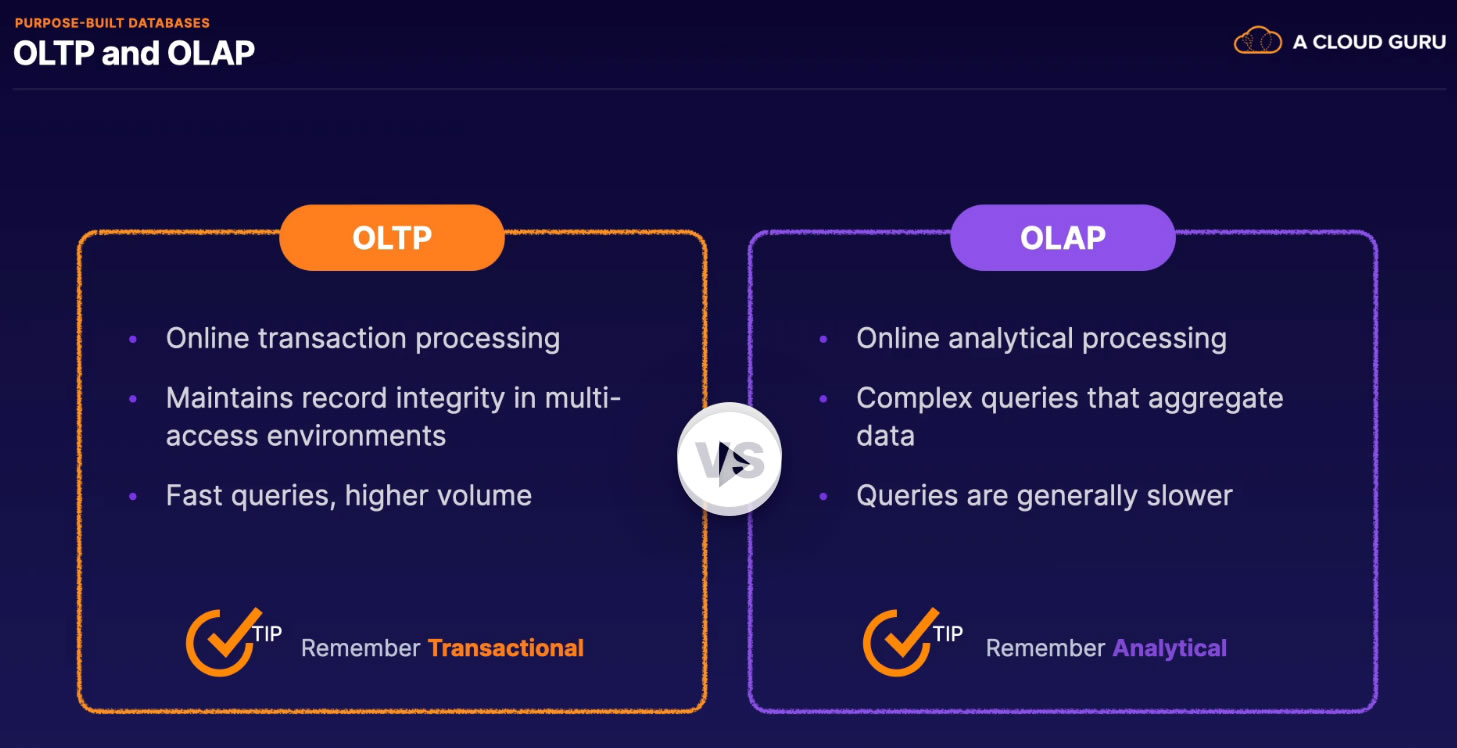 PURPOSE-BUILT DATABASES
OLTP and OLAP
A CLOUD GURU
OLTP
Online transaction processing
Maintains record integrity in multi-
access environments
Fast queries, higher volume
TIP
Remember Transactional
VS
OLAP
Online analytical processing
Complex queries that aggregate
data
Queries are generally slower
TIP
Remember Analytical